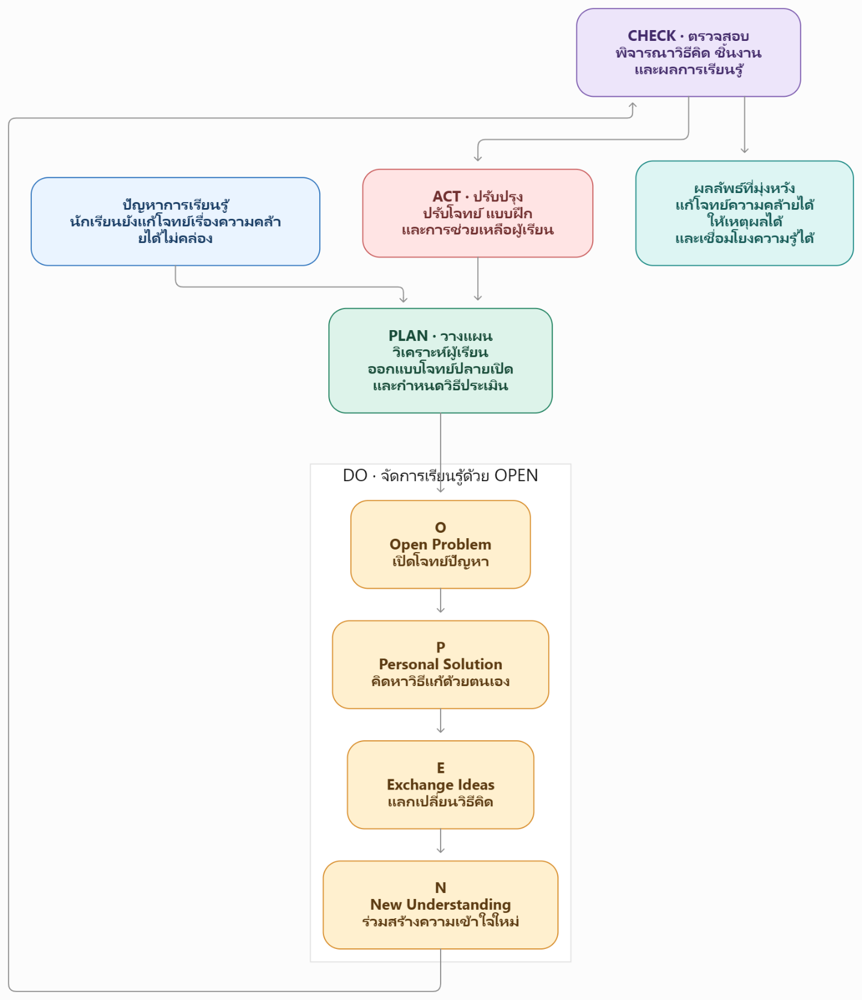 CHECK · ตรวจสอบ
พิจารณาวิธีคิด ชิ้นงาน
และผลการเรียนรู้
ปัญหาการเรียนรู้
นักเรียนยังแก้โจทย์เรื่องความคล้า
ยได้ไม่คล่อง
ACT · ปรับปรุง
ปรับโจทย์ แบบฝึก
และการช่วยเหลือผู้เรียน
ผลลัพธ์ที่มุ่งหวัง
แก้โจทย์ความคล้ายได้
ให้เหตุผลได้
และเชื่อมโยงความรู้ได้
PLAN · วางแผน
วิเคราะห์ผู้เรียน
ออกแบบโจทย์ปลายเปิด
และกำหนดวิธีประเมิน
DO · จัดการเรียนรู้ด้วย OPEN
O
Open Problem
เปิดโจทย์ปัญหา
P
Personal Solution
คิดหาวิธีแก้ด้วยตนเอง
E
Exchange Ideas
แลกเปลี่ยนวิธีคิด
N
New Understanding
ร่วมสร้างความเข้าใจใหม่